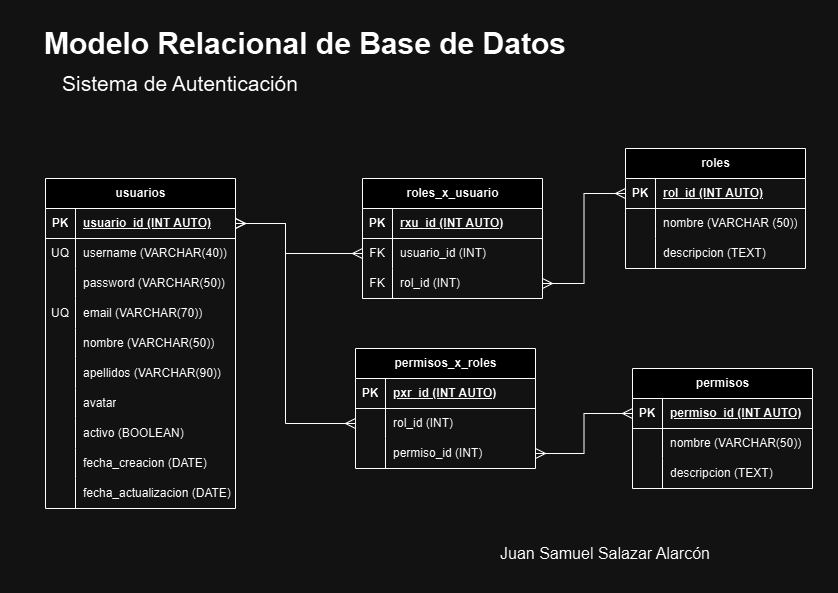 Modelo Relacional de Base de Datos
Sistema de Autenticación
usuarios
PK usuario_id (INT AUTO)
UQ username (VARCHAR(40))
password (VARCHAR(50))
UQ email (VARCHAR(70))
nombre (VARCHAR(50))
apellidos (VARCHAR(90))
avatar
activo (BOOLEAN)
fecha_creacion (DATE)
fecha_actualizacion (DATE)
roles_x_usuario
PK rxu_id (INT AUTO)
FK usuario_id (INT)
FK rol_id (INT)
roles
PK rol_id (INT AUTO)
nombre (VARCHAR (50))
descripcion (TEXT)
permisos_x_roles
PK pxr_id (INT AUTO)
rol_id (INT)
permiso_id (INT)
permisos
PK permiso_id (INT AUTO)
nombre (VARCHAR(50))
descripcion (TEXT)
Juan Samuel Salazar Alarcón